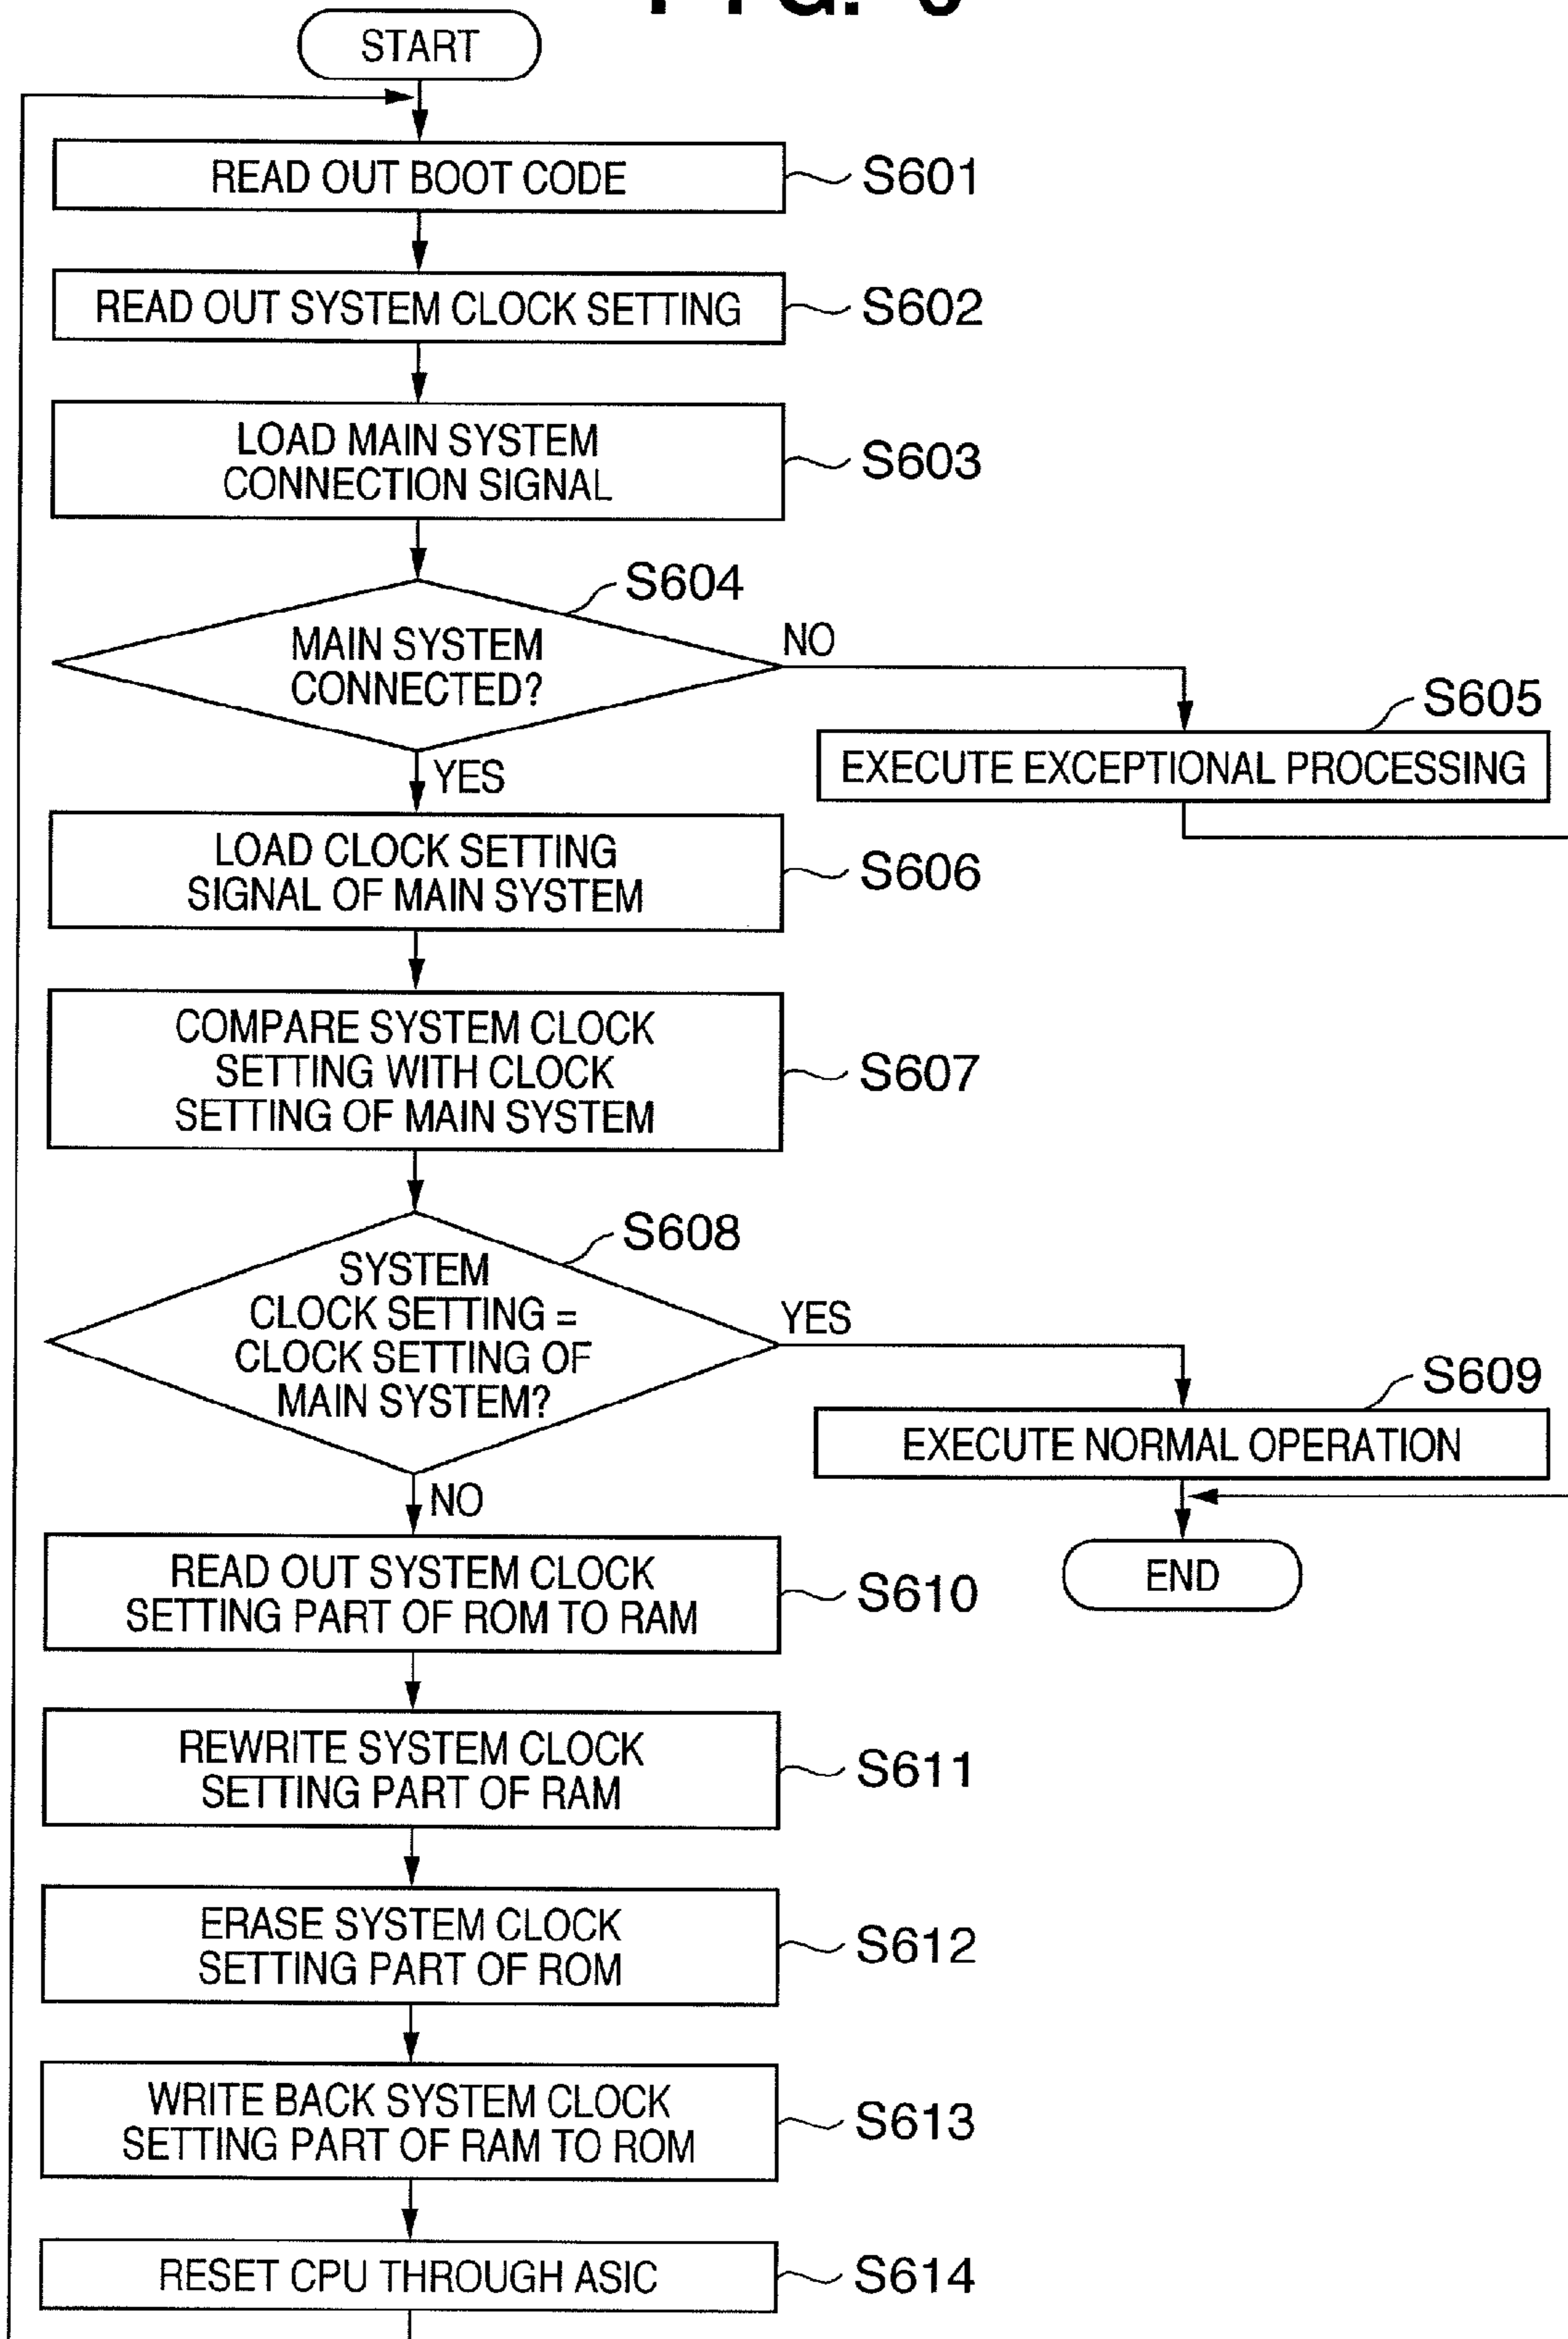 START
READ OUT BOOT CODE
S601
READ OUT SYSTEM CLOCK SETTING
S602
LOAD MAIN SYSTEM
CONNECTION SIGNAL
S603
S604
MAIN SYSTEM
CONNECTED?
NO
S605
EXECUTE EXCEPTIONAL PROCESSING
YES
LOAD CLOCK SETTING
SIGNAL OF MAIN SYSTEM
S606
COMPARE SYSTEM CLOCK
SETTING WITH CLOCK
SETTING OF MAIN SYSTEM
S607
S608
SYSTEM
CLOCK SETTING =
CLOCK SETTING OF
MAIN SYSTEM?
YES
S609
EXECUTE NORMAL OPERATION
END
NO
READ OUT SYSTEM CLOCK
SETTING PART OF ROM TO RAM
S610
REWRITE SYSTEM CLOCK
SETTING PART OF RAM
S611
ERASE SYSTEM CLOCK
SETTING PART OF ROM
S612
WRITE BACK SYSTEM CLOCK
SETTING PART OF RAM TO ROM
S613
RESET CPU THROUGH ASIC
S614